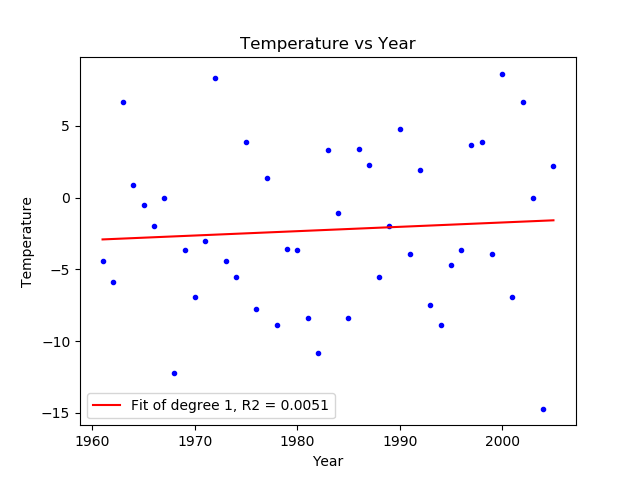 Temperature vs Year
Temperature
5
0
−5
−10
−15
Fit of degree 1, R2 = 0.0051
1960 1970 1980 1990 2000
Year